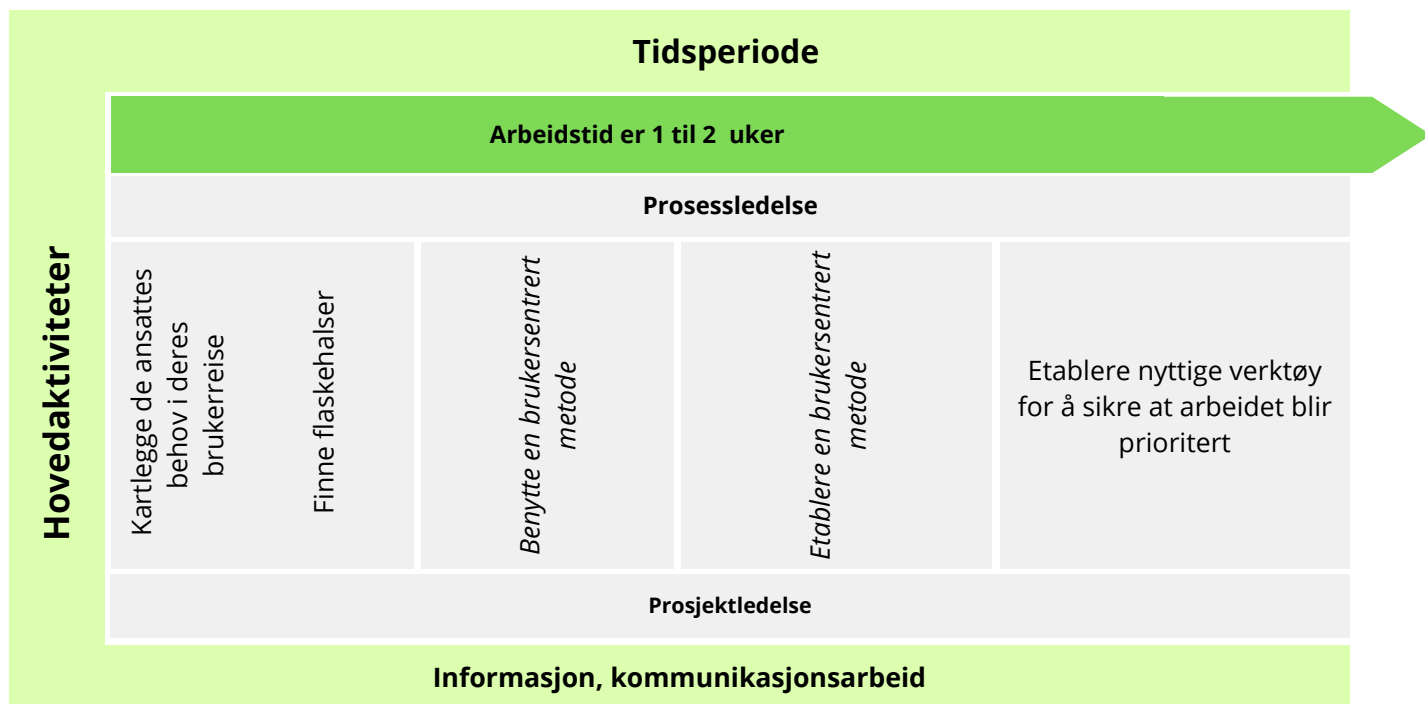 Tidsperiode
Arbeidstid er 1 til 2  uker
Prosessledelse
Hovedaktiviteter
Kartlegge de ansattes
behov i deres
brukerreise
Finne flaskehalser
Benytte en brukersentrert
metode
Etablere en brukersentrert
metode
Etablere nyttige verktøy
for å sikre at arbeidet blir
prioritert
Prosjektledelse
Informasjon, kommunikasjonsarbeid